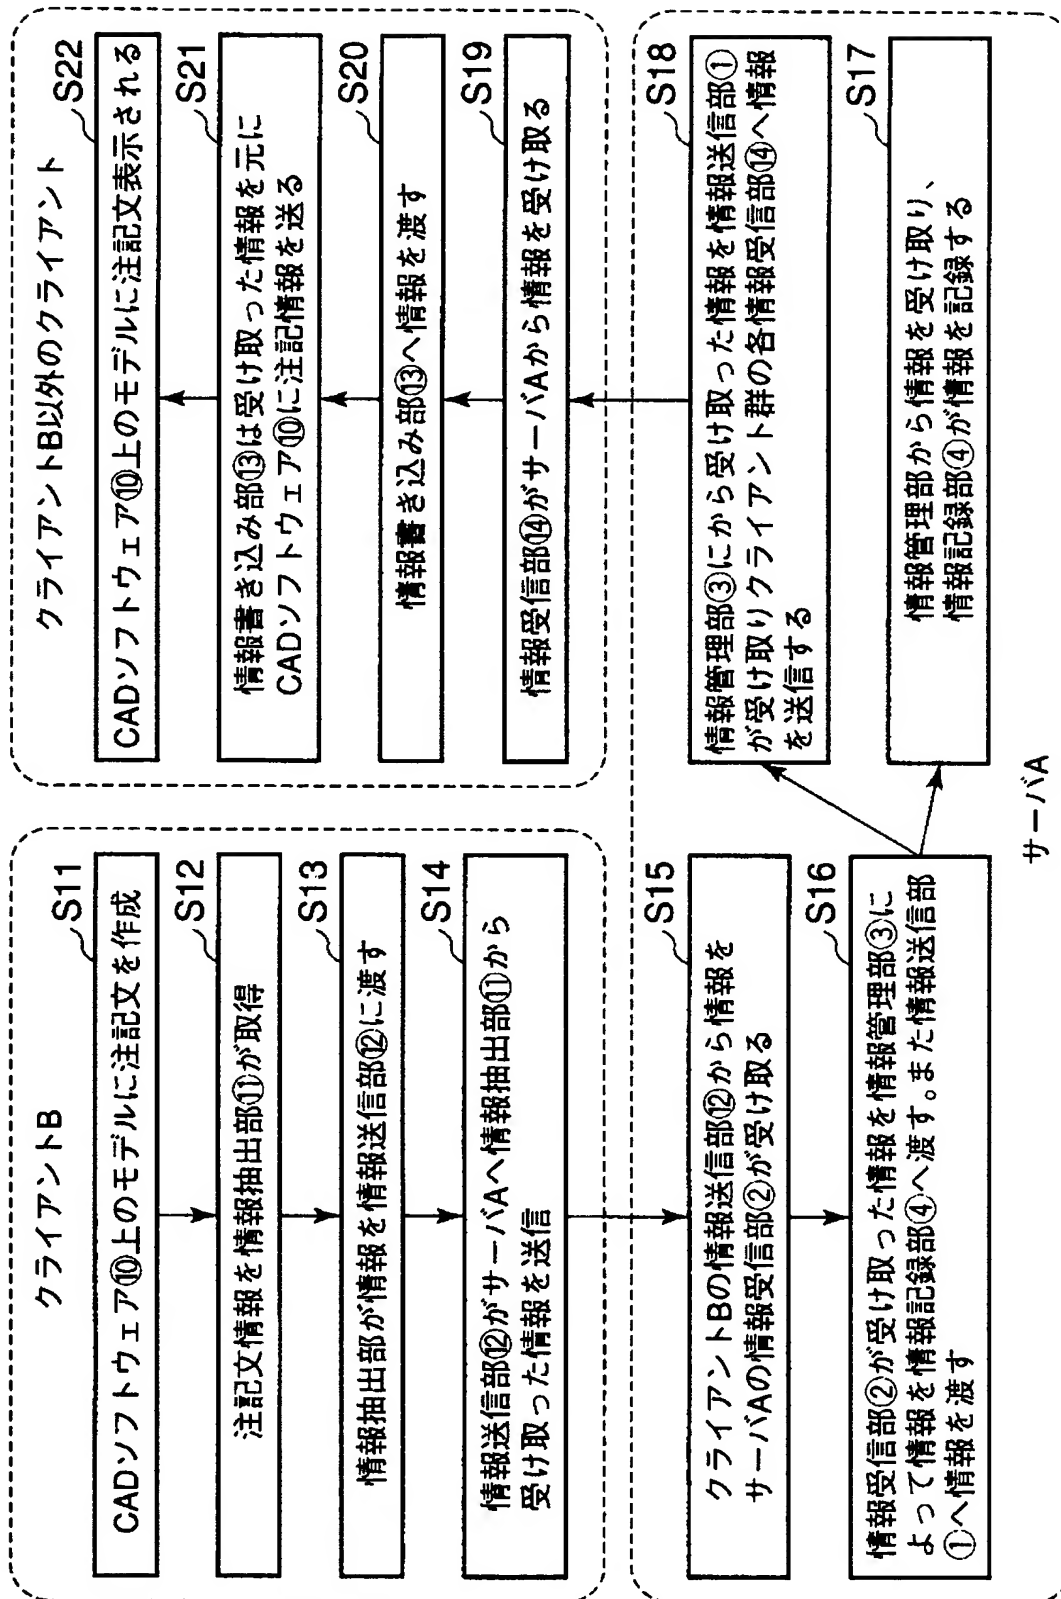 クライアントB
S11
CADソフトウェア⑩上のモデルに注記文を作成
S12
注記文情報を情報抽出部⑪が取得
S13
情報抽出部が情報を情報送信部⑫に渡す
S14
情報送信部⑫がサーバAへ情報抽出部⑪から
受け取った情報を送信
S15
クライアントBの情報送信部⑫から情報を
サーバAの情報受信部②が受け取る
S16
情報受信部②が受け取った情報を情報管理部③に
よって情報を情報記録部④へ渡す。また情報送信部
①へ情報を渡す
S17
情報管理部から情報を受け取り、
情報記録部④が情報を記録する
S18
情報管理部③にから受け取った情報を情報送信部①
が受け取りクライアント群の各情報受信部⑭へ情報
を送信する
サーバA
クライアントB以外のクライアント
S19
情報受信部⑭がサーバAから情報を受け取る
S20
情報書き込み部⑬へ情報を渡す
S21
情報書き込み部⑬は受け取った情報を元に
CADソフトウェア⑩に注記情報を送る
S22
CADソフトウェア⑩上のモデルに注記文表示される